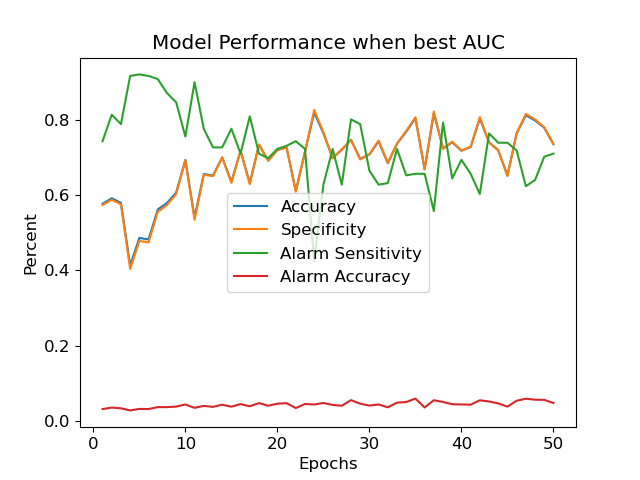 Model Performance when best AUC
Percent
0.8
0.6
0.4
0.2
0.0
Accuracy
Specificity
Alarm Sensitivity
Alarm Accuracy
0 10 20 30 40 50
Epochs